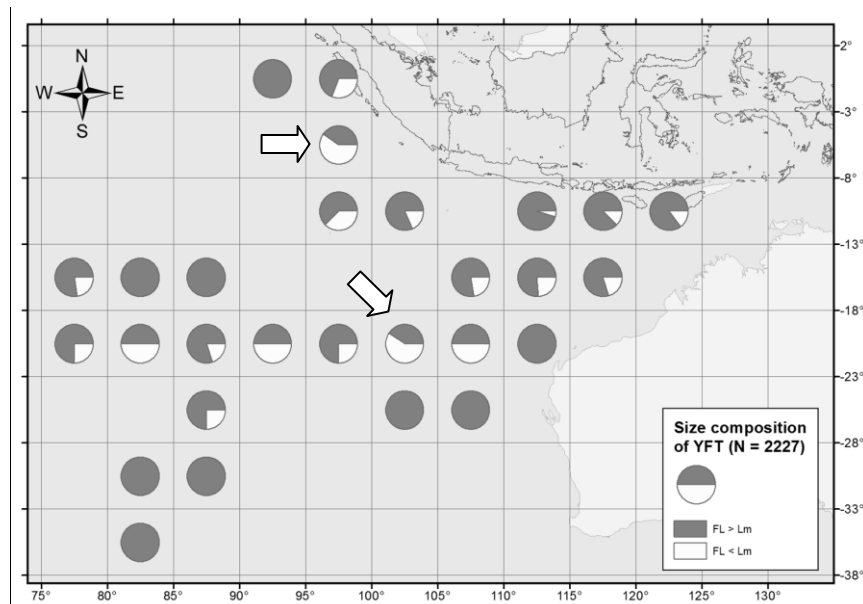 N
W E
S
2°
-3°
-8°
-13°
-18°
-23°
-28°
-33°
-38°
Size composition
of YFT (N = 2227)
FL > Lm
FL < Lm
75° 80° 85° 90° 95° 100° 105° 110° 115° 120° 125° 130°